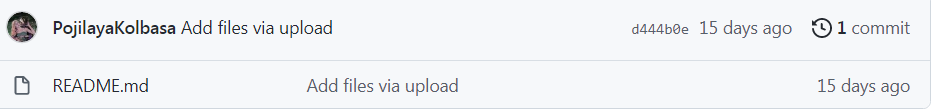 PojilayaKolbasa Add files via upload d444b0e 15 days ago 1 commit
README.md Add files via upload 15 days ago